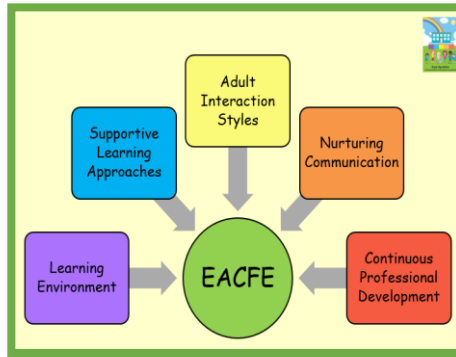 Adult
Interaction
Styles
Supportive
Learning
Approaches
Nurturing
Communication
Learning
Environment
EACFE
Continuous
Professional
Development